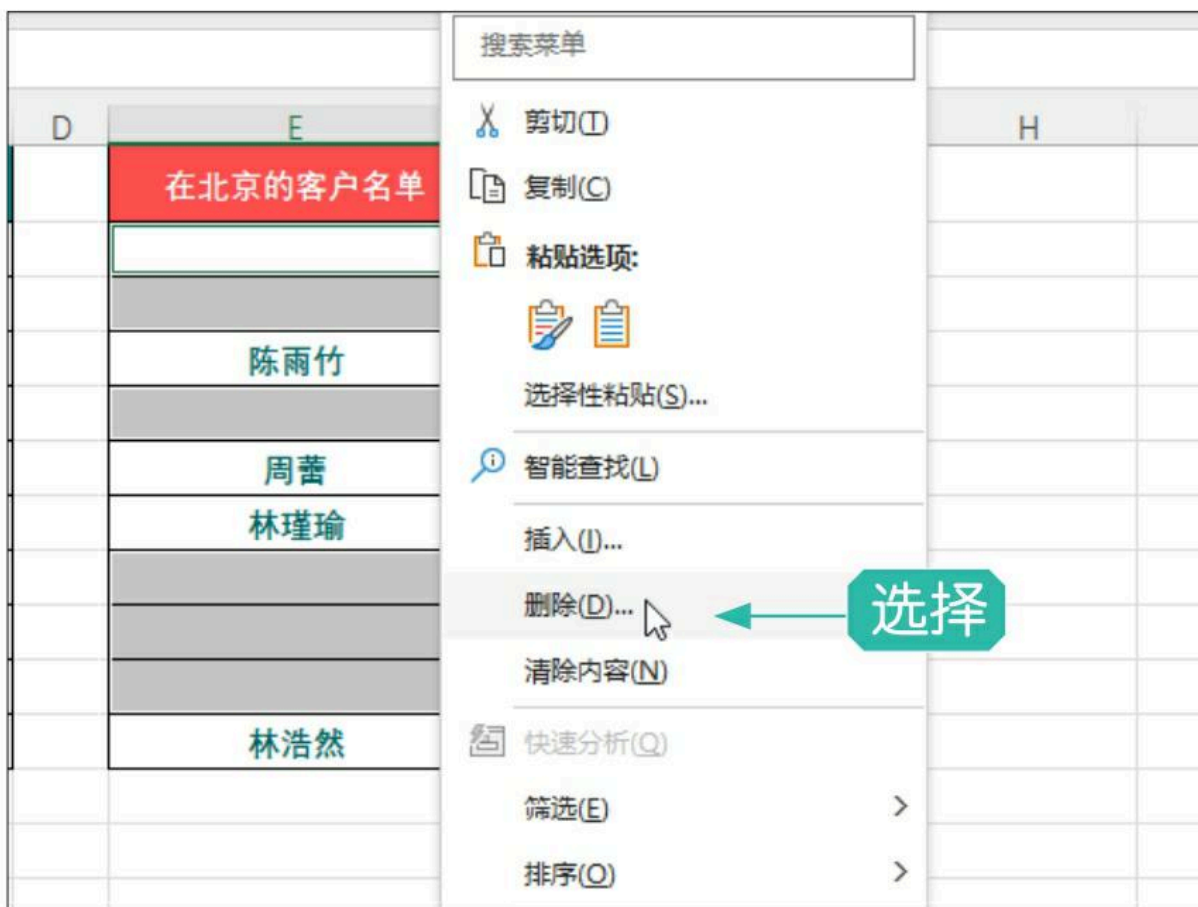 搜索菜单
D
E
H
剪切(T)
在北京的客户名单
复制(C)
粘贴选项:
陈雨竹
选择性粘贴(S)...
周蕾
智能查找(L)
林瑾瑜
插入(I)...
删除(D)...
选择
清除内容(N)
林浩然
快速分析(Q)
筛选(E)
排序(O)